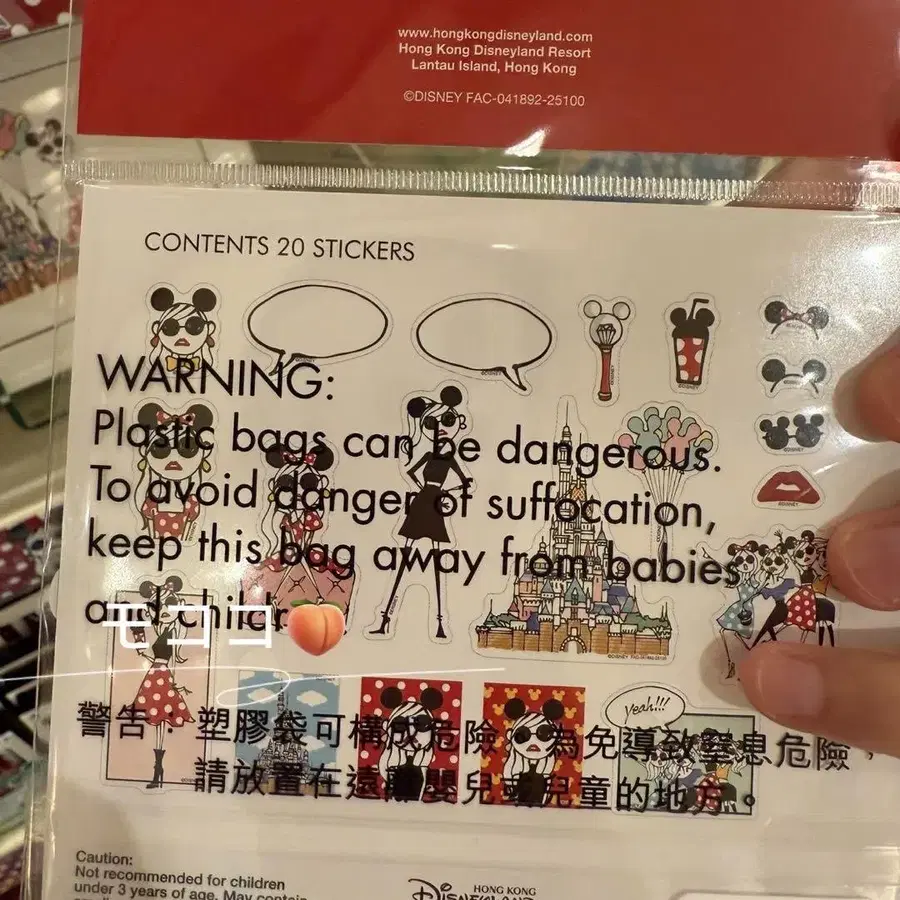 www.hongkongdisneyland.com
Hong Kong Disneyland Resort
Lantau Island, Hong Kong
©DISNEY FAC-041892-25100
CONTENTS 20 STICKERS
WARNING:
Plastic bags can be dangerous.
To avoid danger of suffocation,
keep this bag away from babies
and childr
モココ🍑
yeah!!!
警告：塑膠袋可構成危險。為免導致窒息危險，
請放置在遠離嬰兒或兒童的地方。
Caution:
Not recommended for children
under 3 years of age. May contain
HONG KONG
DISNEYLAND